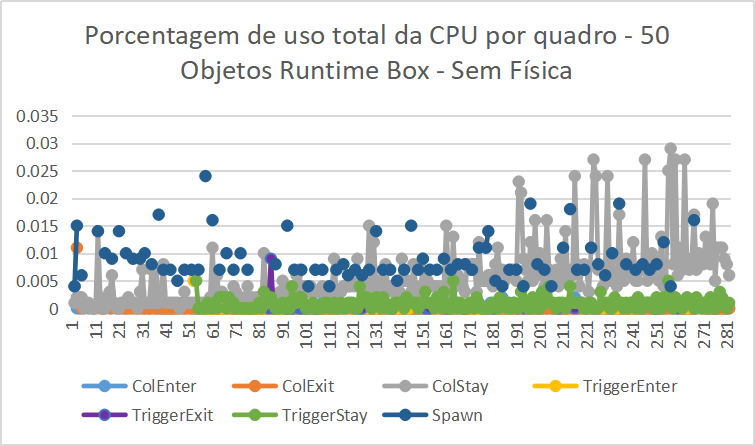 Porcentagem de uso total da CPU por quadro - 50
Objetos Runtime Box - Sem Física
0.035
0.03
0.025
0.02
0.015
0.01
0.005
0
1 11 21 31 41 51 61 71 81 91 101 111 121 131 141 151 161 171 181 191 201 211 221 231 241 251 261 271 281
ColEnter ColExit ColStay TriggerEnter
TriggerExit TriggerStay Spawn